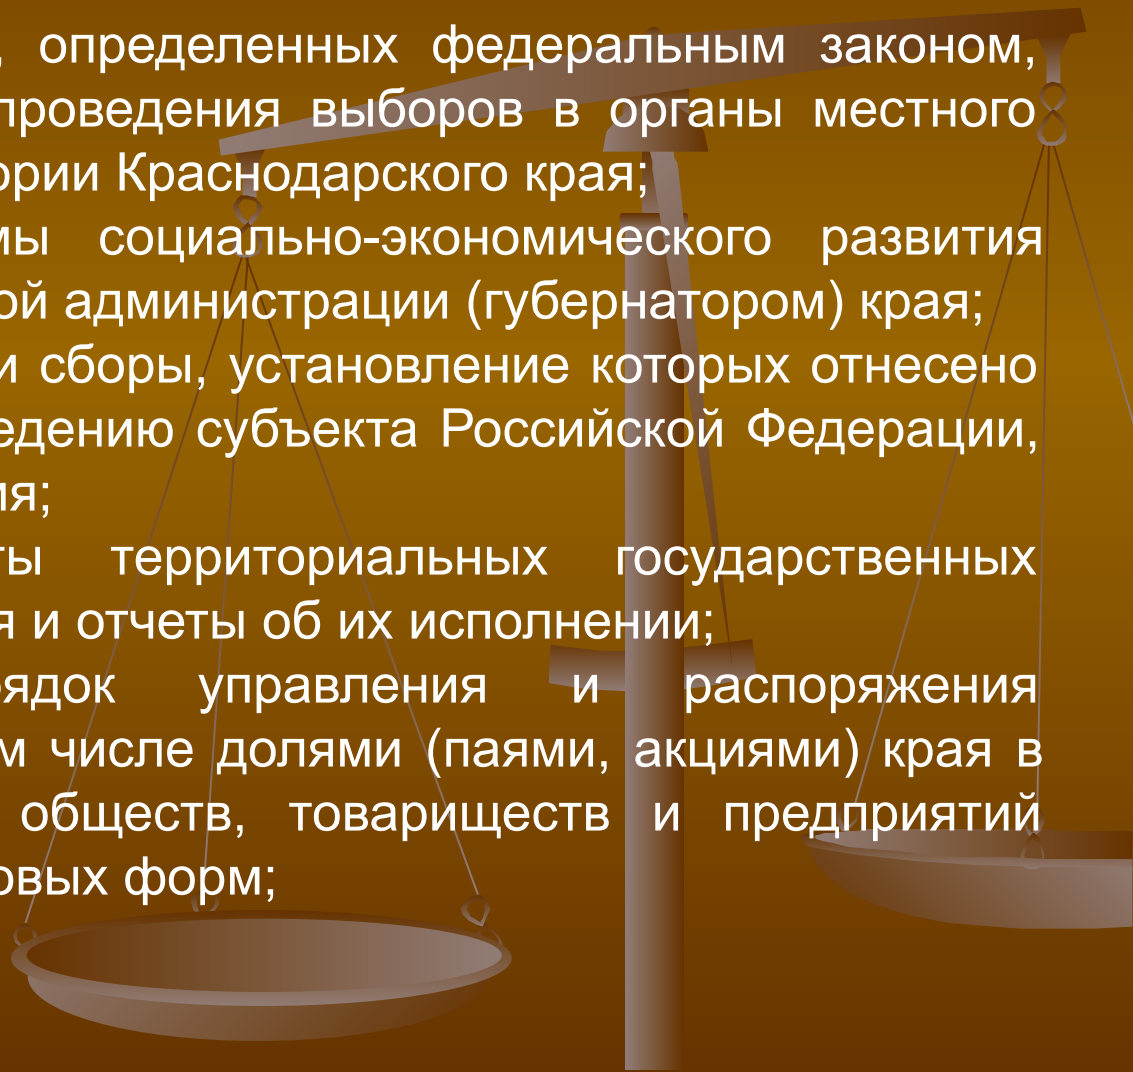 , определенных федеральным законом,
проведения выборов в органы местного
ории Краснодарского края;
мы социально-экономического развития
ой администрации (губернатором) края;
и сборы, установление которых отнесено
едению субъекта Российской Федерации,
ия;
ты территориальных государственных
я и отчеты об их исполнении;
рядок управления и распоряжения
м числе долями (паями, акциями) края в
обществ, товариществ и предприятий
овых форм;